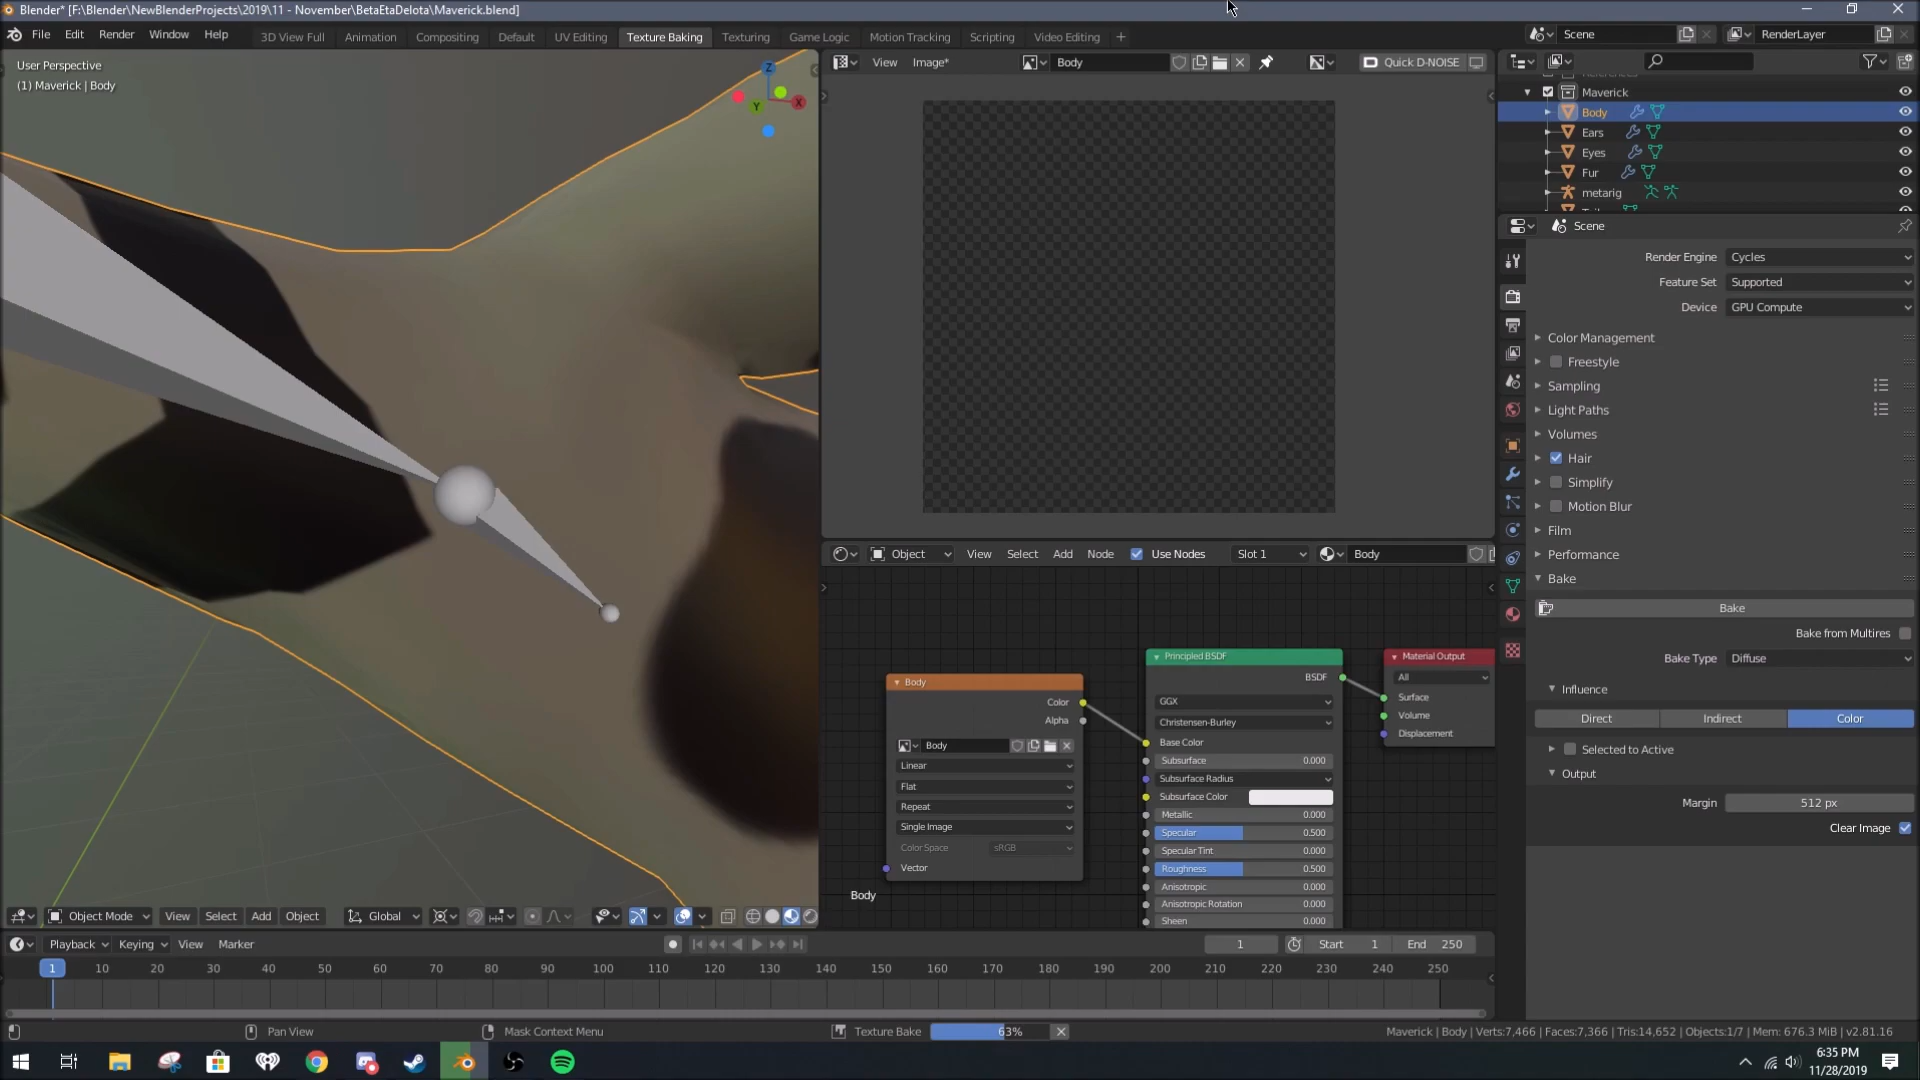 Blender* [F:\Blender\NewBlenderProjects\2019\11 - November\BetaEtaDelota\Maverick.blend]
File Edit Render Window Help 3D View Full Animation Compositing Default UV Editing Texture Baking Texturing Game Logic Motion Tracking Scripting Video Editing + Scene RenderLayer
User Perspective
(1) Maverick | Body
Z
X
Y
View Image* Body Quick D-NOISE
Maverick
Body
Ears
Eyes
Fur
metarig
Scene
Render Engine Cycles
Feature Set Supported
Device GPU Compute
Color Management
Freestyle
Sampling
Light Paths
Volumes
Hair
Simplify
Motion Blur
Film
Performance
Bake
Bake
Bake from Multires
Bake Type Diffuse
Influence
Direct Indirect Color
Selected to Active
Output
Margin 512 px
Clear Image
Object View Select Add Node Use Nodes Slot 1 Body
Body
Color
Alpha
Body
Linear
Flat
Repeat
Single Image
Color Space sRGB
Vector
Principled BSDF
BSDF
GGX
Christensen-Burley
Base Color
Subsurface 0.000
Subsurface Radius
Subsurface Color
Metallic 0.000
Specular 0.500
Specular Tint 0.000
Roughness 0.500
Anisotropic 0.000
Anisotropic Rotation 0.000
Sheen 0.000
Material Output
All
Surface
Volume
Displacement
Body
Object Mode View Select Add Object Global
Playback Keying View Marker 1 Start 1 End 250
1 10 20 30 40 50 60 70 80 90 100 110 120 130 140 150 160 170 180 190 200 210 220 230 240 250
Pan View Mask Context Menu Texture Bake 63% Maverick | Body | Verts:7,466 | Faces:7,366 | Tris:14,652 | Objects:1/7 | Mem: 676.3 MiB | v2.81.16
6:35 PM
11/28/2019